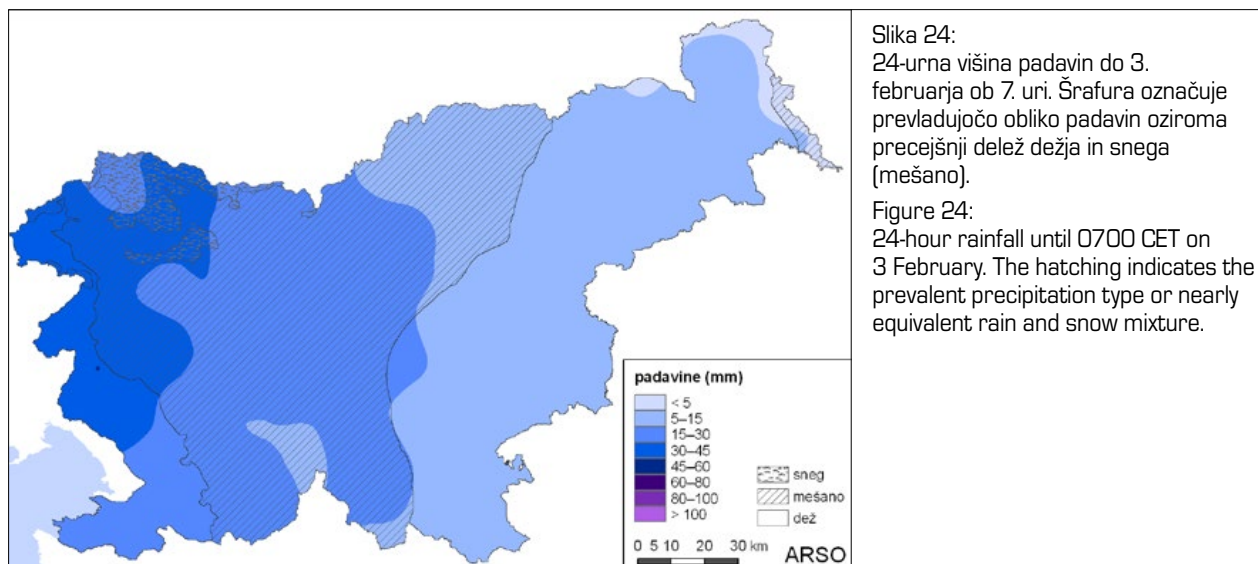 Slika 24:
24-urna višina padavin do 3.
februarja ob 7. uri. Šrafura označuje
prevladujočo obliko padavin oziroma
precejšnji delež dežja in snega
(mešano).
Figure 24:
24-hour rainfall until 0700 CET on
3 February. The hatching indicates the
prevalent precipitation type or nearly
equivalent rain and snow mixture.
padavine (mm)
< 5
5–15
15–30
30–45
45–60
60–80
80–100
> 100
sneg
mešano
dež
0 5 10 20 30 km
ARSO